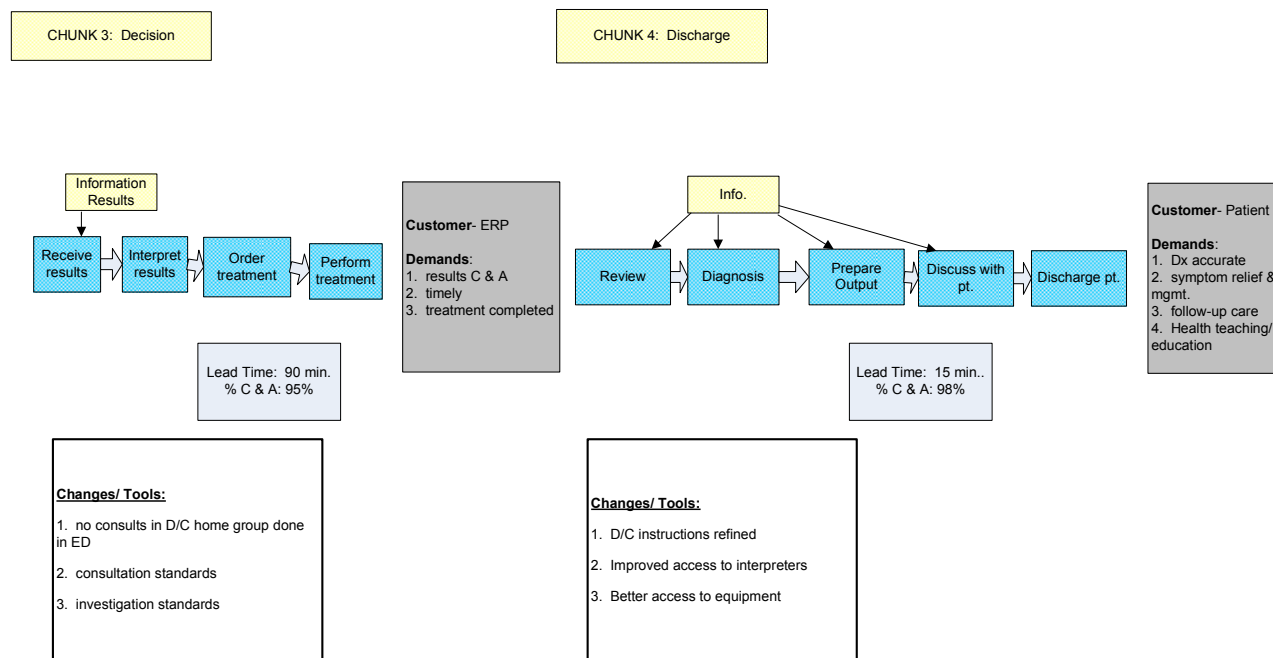 CHUNK 3:  Decision
CHUNK 4:  Discharge
Information
Results
Receive
results
Interpret
results
Order
treatment
Perform
treatment
Customer- ERP
Demands:
1.  results C & A
2.  timely
3.  treatment completed
Lead Time:  90 min.
% C & A: 95%
Changes/ Tools:
1.  no consults in D/C home group done
in ED
2.  consultation standards
3.  investigation standards
Info.
Review
Diagnosis
Prepare
Output
Discuss with
pt.
Discharge pt.
Customer- Patient
Demands:
1.  Dx accurate
2.  symptom relief &
mgmt.
3.  follow-up care
4.  Health teaching/
education
Lead Time:  15 min..
% C & A: 98%
Changes/ Tools:
1.  D/C instructions refined
2.  Improved access to interpreters
3.  Better access to equipment